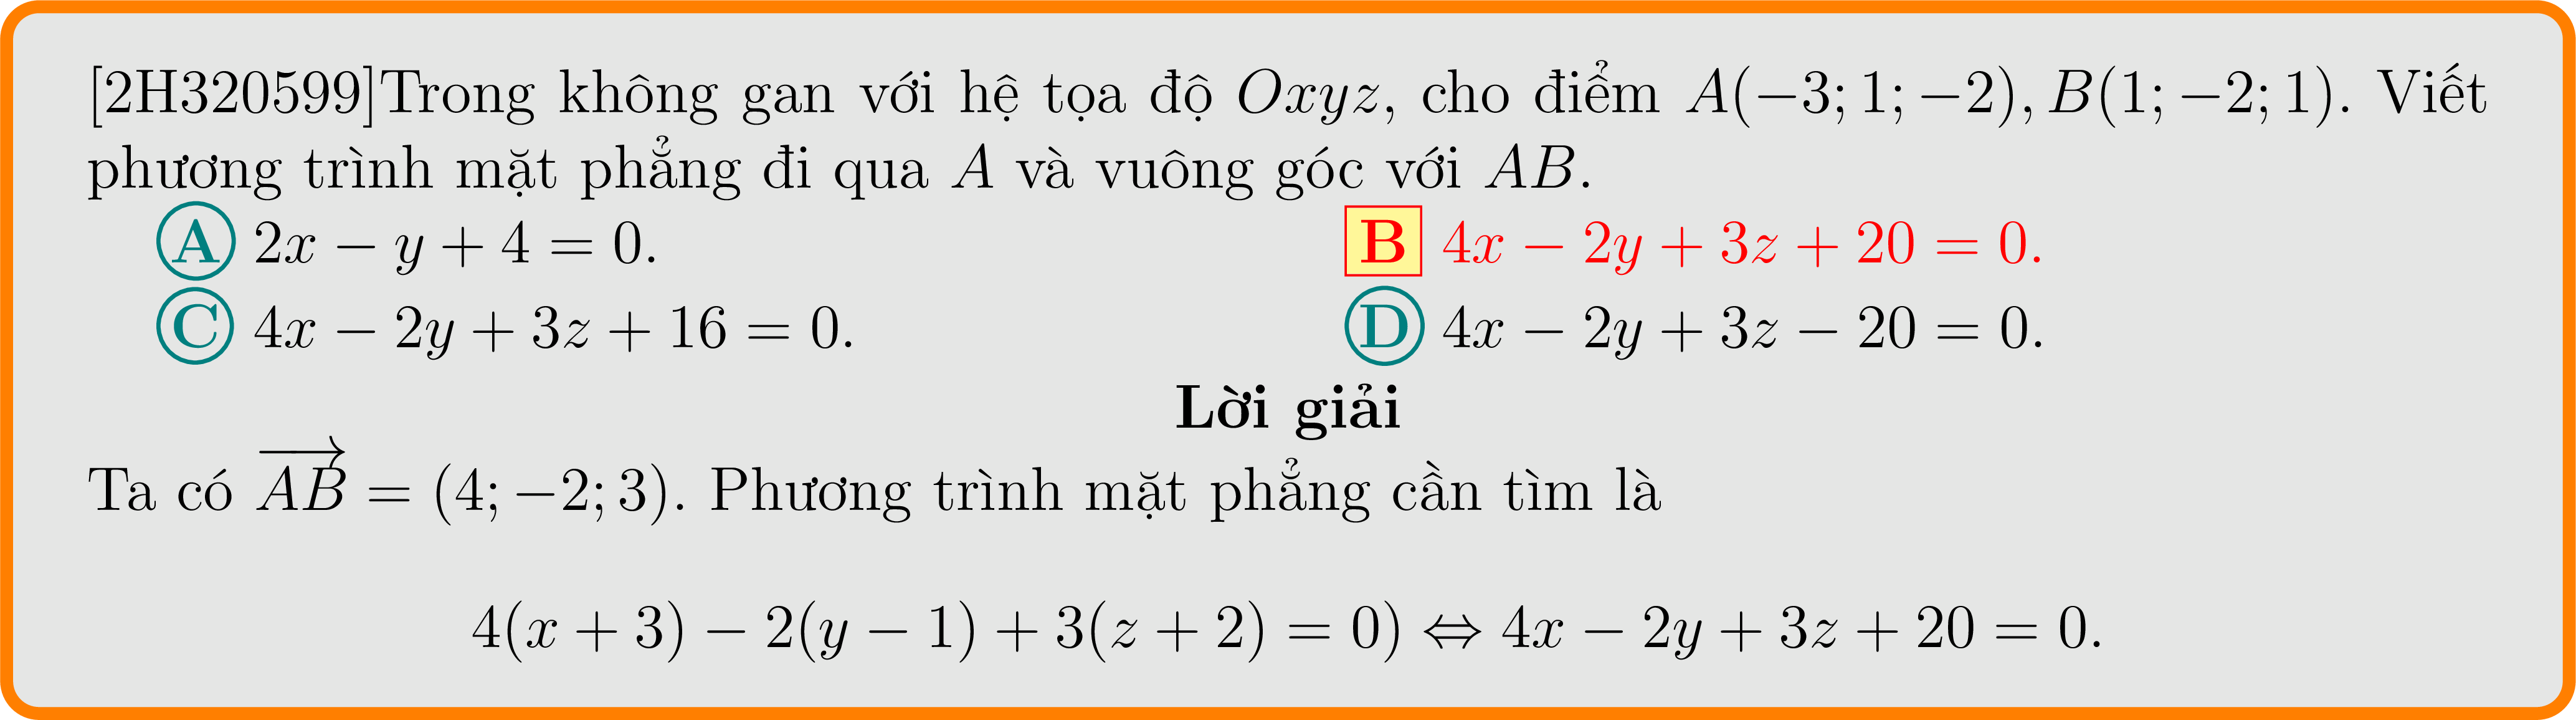 [2H320599]Trong không gan với hệ tọa độ Oxyz, cho điểm A(−3; 1; −2), B(1; −2; 1). Viết
phương trình mặt phẳng đi qua A và vuông góc với AB.
A 2x − y + 4 = 0.
B 4x − 2y + 3z + 20 = 0.
C 4x − 2y + 3z + 16 = 0.
D 4x − 2y + 3z − 20 = 0.
Lời giải
Ta có $\overrightarrow{AB}$ = (4; −2; 3). Phương trình mặt phẳng cần tìm là
4(x + 3) − 2(y − 1) + 3(z + 2) = 0) ⇔ 4x − 2y + 3z + 20 = 0.